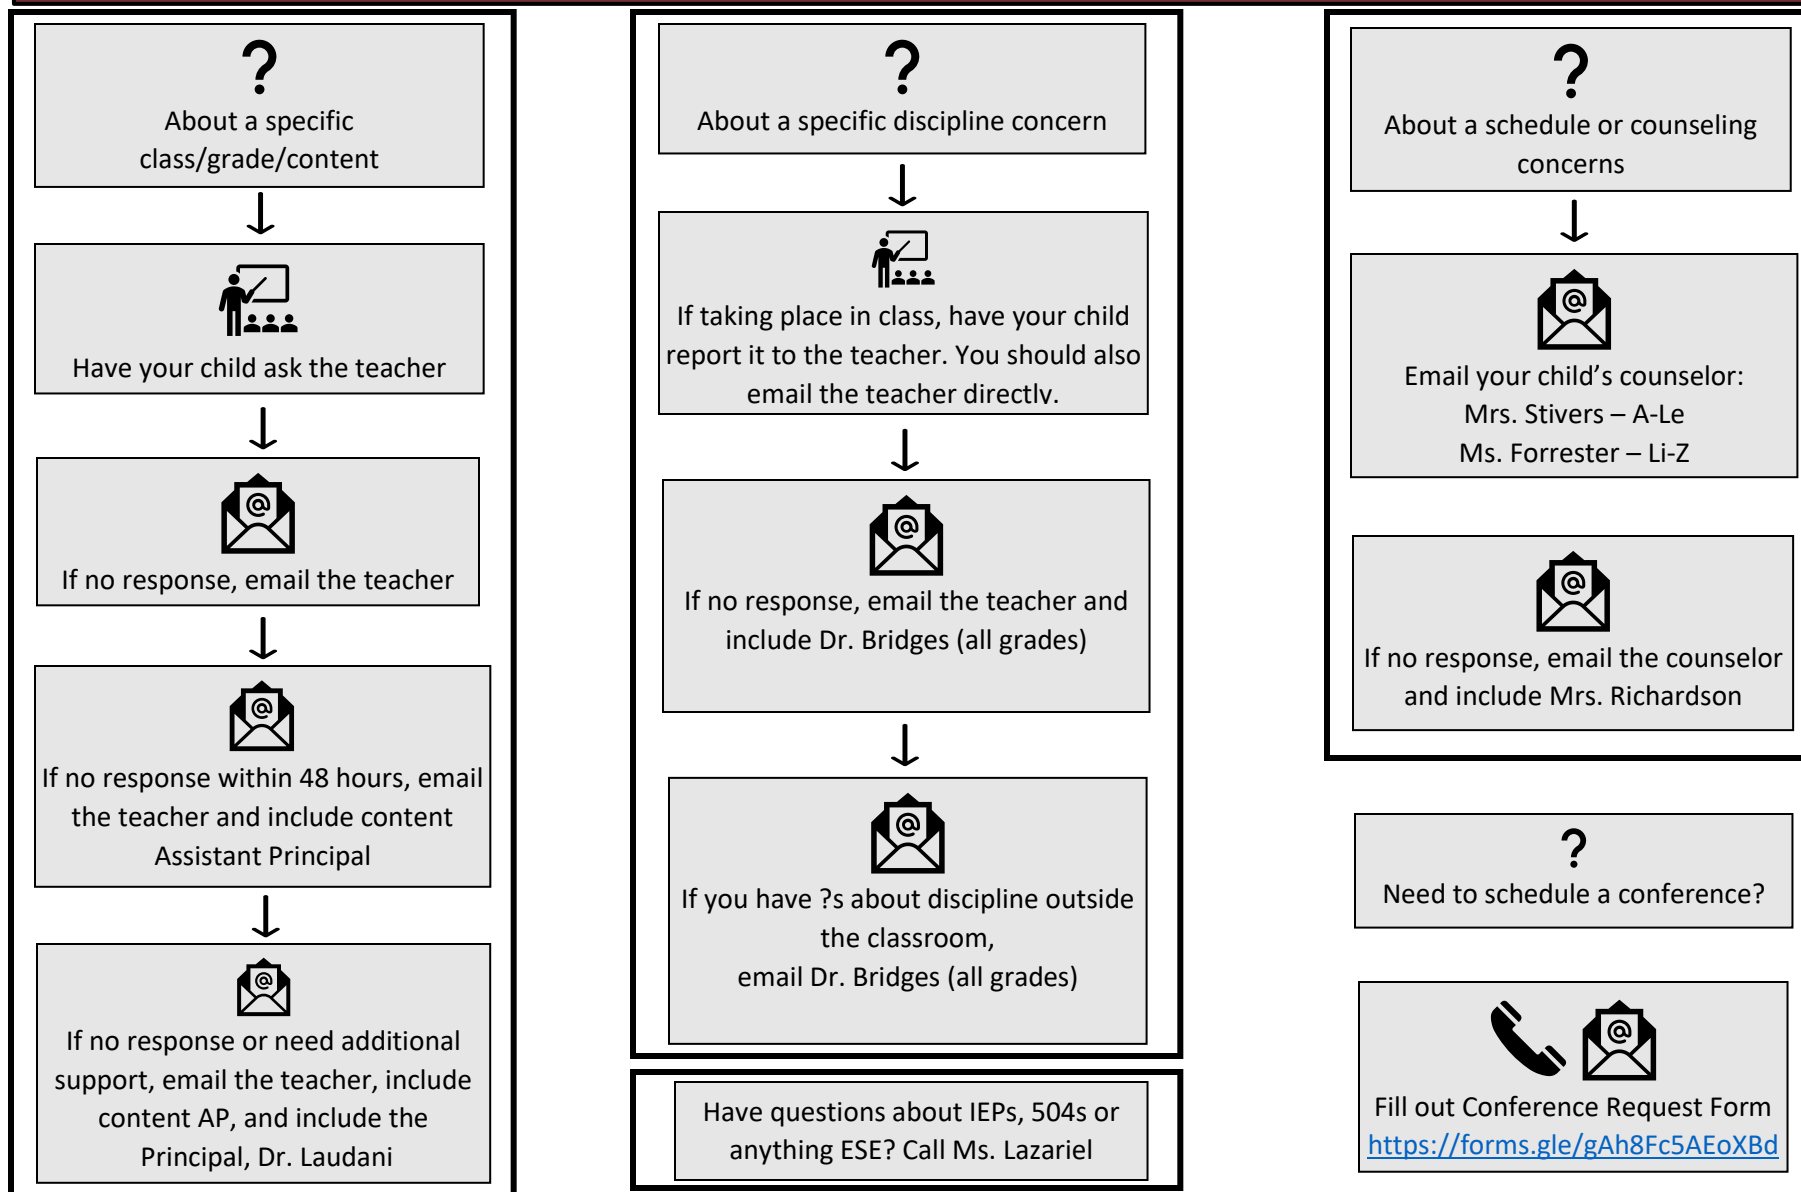 ?
About a specific
class/grade/content
Have your child ask the teacher
@
If no response, email the teacher
@
If no response within 48 hours, email
the teacher and include content
Assistant Principal
@
If no response or need additional
support, email the teacher, include
content AP, and include the
Principal, Dr. Laudani
?
About a specific discipline concern
If taking place in class, have your child
report it to the teacher. You should also
email the teacher directly.
@
If no response, email the teacher and
include Dr. Bridges (all grades)
@
If you have ?s about discipline outside
the classroom,
email Dr. Bridges (all grades)
Have questions about IEPs, 504s or
anything ESE? Call Ms. Lazariel
?
About a schedule or counseling
concerns
@
Email your child’s counselor:
Mrs. Stivers – A-Le
Ms. Forrester – Li-Z
@
If no response, email the counselor
and include Mrs. Richardson
?
Need to schedule a conference?
@
Fill out Conference Request Form
https://forms.gle/gAh8Fc5AEoXBd